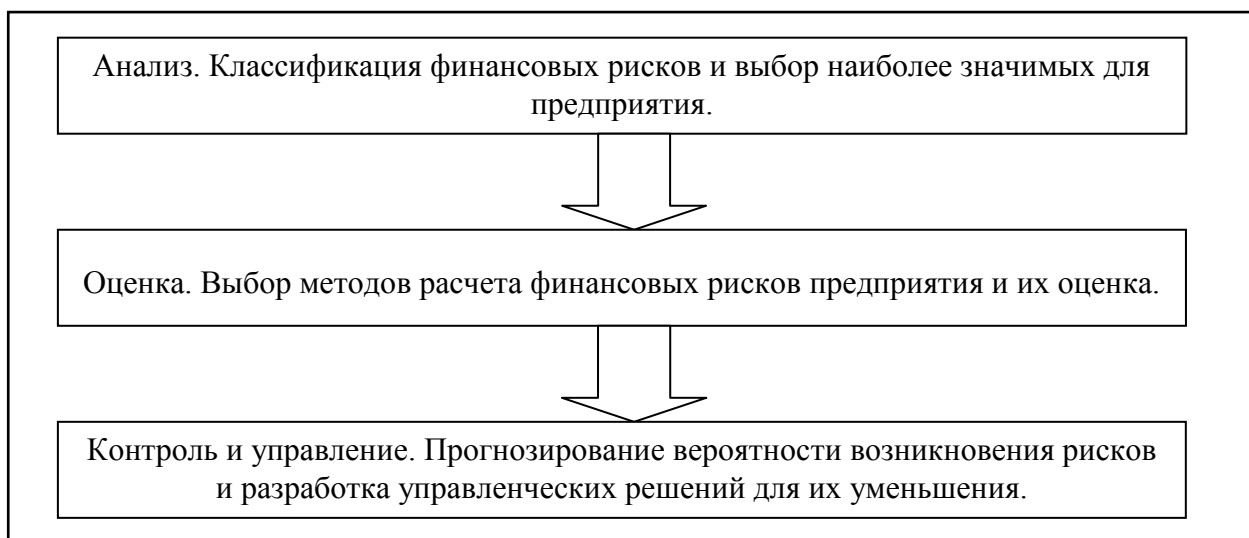 Анализ. Классификация финансовых рисков и выбор наиболее значимых для
предприятия.
Оценка. Выбор методов расчета финансовых рисков предприятия и их оценка.
Контроль и управление. Прогнозирование вероятности возникновения рисков
и разработка управленческих решений для их уменьшения.